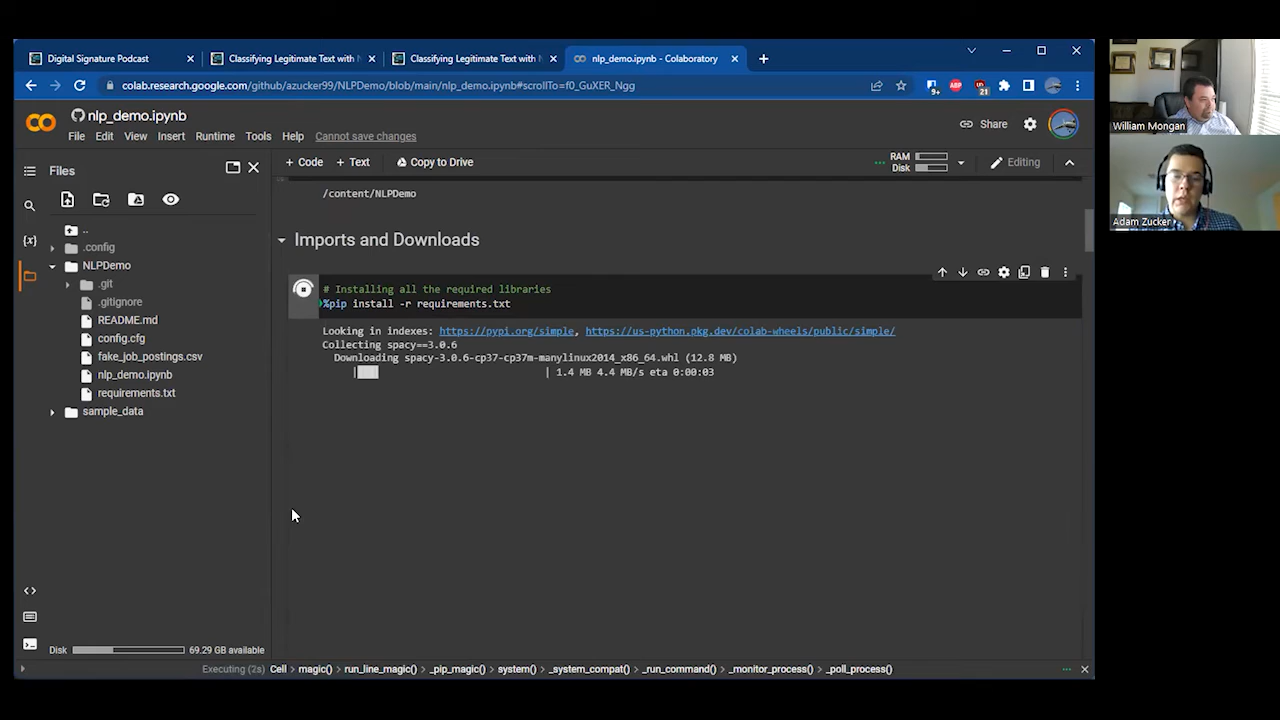 Digital Signature Podcast
Classifying Legitimate Text with N
Classifying Legitimate Text with N
nlp_demo.ipynb - Colaboratory
colab.research.google.com/github/azucker99/NLPDemo/blob/main/nlp_demo.ipynb#scrollTo=f0_GuXER_Ngg
9+
ABP
21
nlp_demo.ipynb
File Edit View Insert Runtime Tools Help Cannot save changes
Share
Files
+ Code + Text Copy to Drive
RAM
Disk
Editing
..
.config
NLPDemo
.git
.gitignore
README.md
config.cfg
fake_job_postings.csv
nlp_demo.ipynb
requirements.txt
sample_data
/content/NLPDemo
Imports and Downloads
# Installing all the required libraries
%pip install -r requirements.txt
Looking in indexes: https://pypi.org/simple, https://us-python.pkg.dev/colab-wheels/public/simple/
Collecting spacy==3.0.6
Downloading spacy-3.0.6-cp37-cp37m-manylinux2014_x86_64.whl (12.8 MB)
| 1.4 MB 4.4 MB/s eta 0:00:03
Disk 69.29 GB available
Executing (2s) Cell magic() run_line_magic() _pip_magic() system() _system_compat() _run_command() _monitor_process() _poll_process()
William Mongan
Adam Zucker